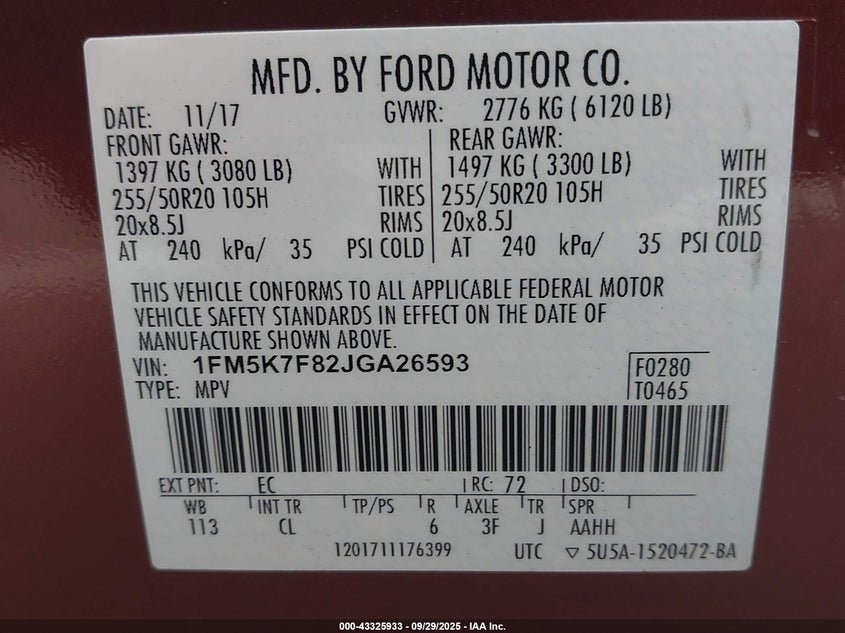 MFD. BY FORD MOTOR CO.
DATE: 11/17 GVWR: 2776 KG ( 6120 LB)
FRONT GAWR: REAR GAWR:
1397 KG ( 3080 LB) WITH 1497 KG ( 3300 LB) WITH
255/50R20 105H TIRES 255/50R20 105H TIRES
20x8.5J RIMS 20x8.5J RIMS
AT 240 kPa/ 35 PSI COLD AT 240 kPa/ 35 PSI COLD
THIS VEHICLE CONFORMS TO ALL APPLICABLE FEDERAL MOTOR
VEHICLE SAFETY STANDARDS IN EFFECT ON THE DATE OF
MANUFACTURE SHOWN ABOVE.
VIN: 1FM5K7F82JGA26593 F0280
TYPE: MPV T0465
EXT PNT: EC RC: 72 DSO:
WB INT TR TP/PS R AXLE TR SPR
113 CL 6 3F J AAHH
1201711176399 UTC ▽ 5U5A-1520472-BA
000-43325933 - 09/29/2025 - IAA Inc.